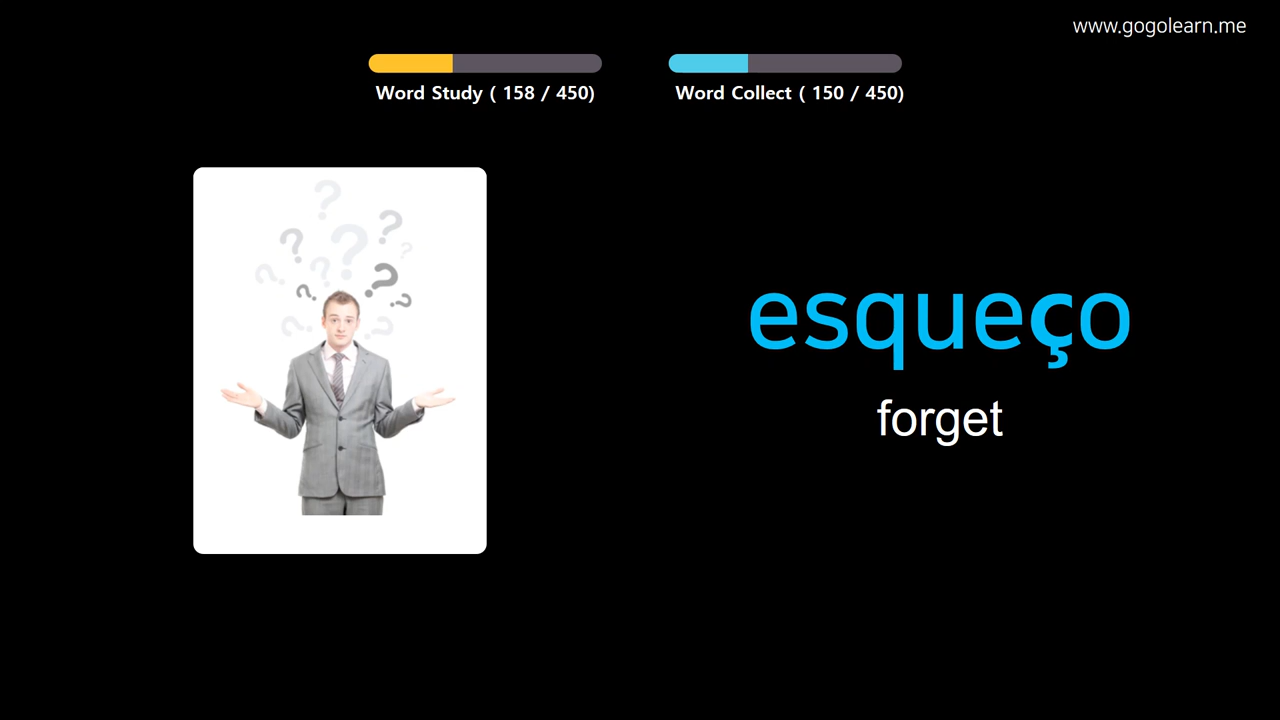 www.gogolearn.me
Word Study ( 158 / 450)
Word Collect ( 150 / 450)
? ? ? ? ? ? ? ? ? ? ? ?
esqueço
forget